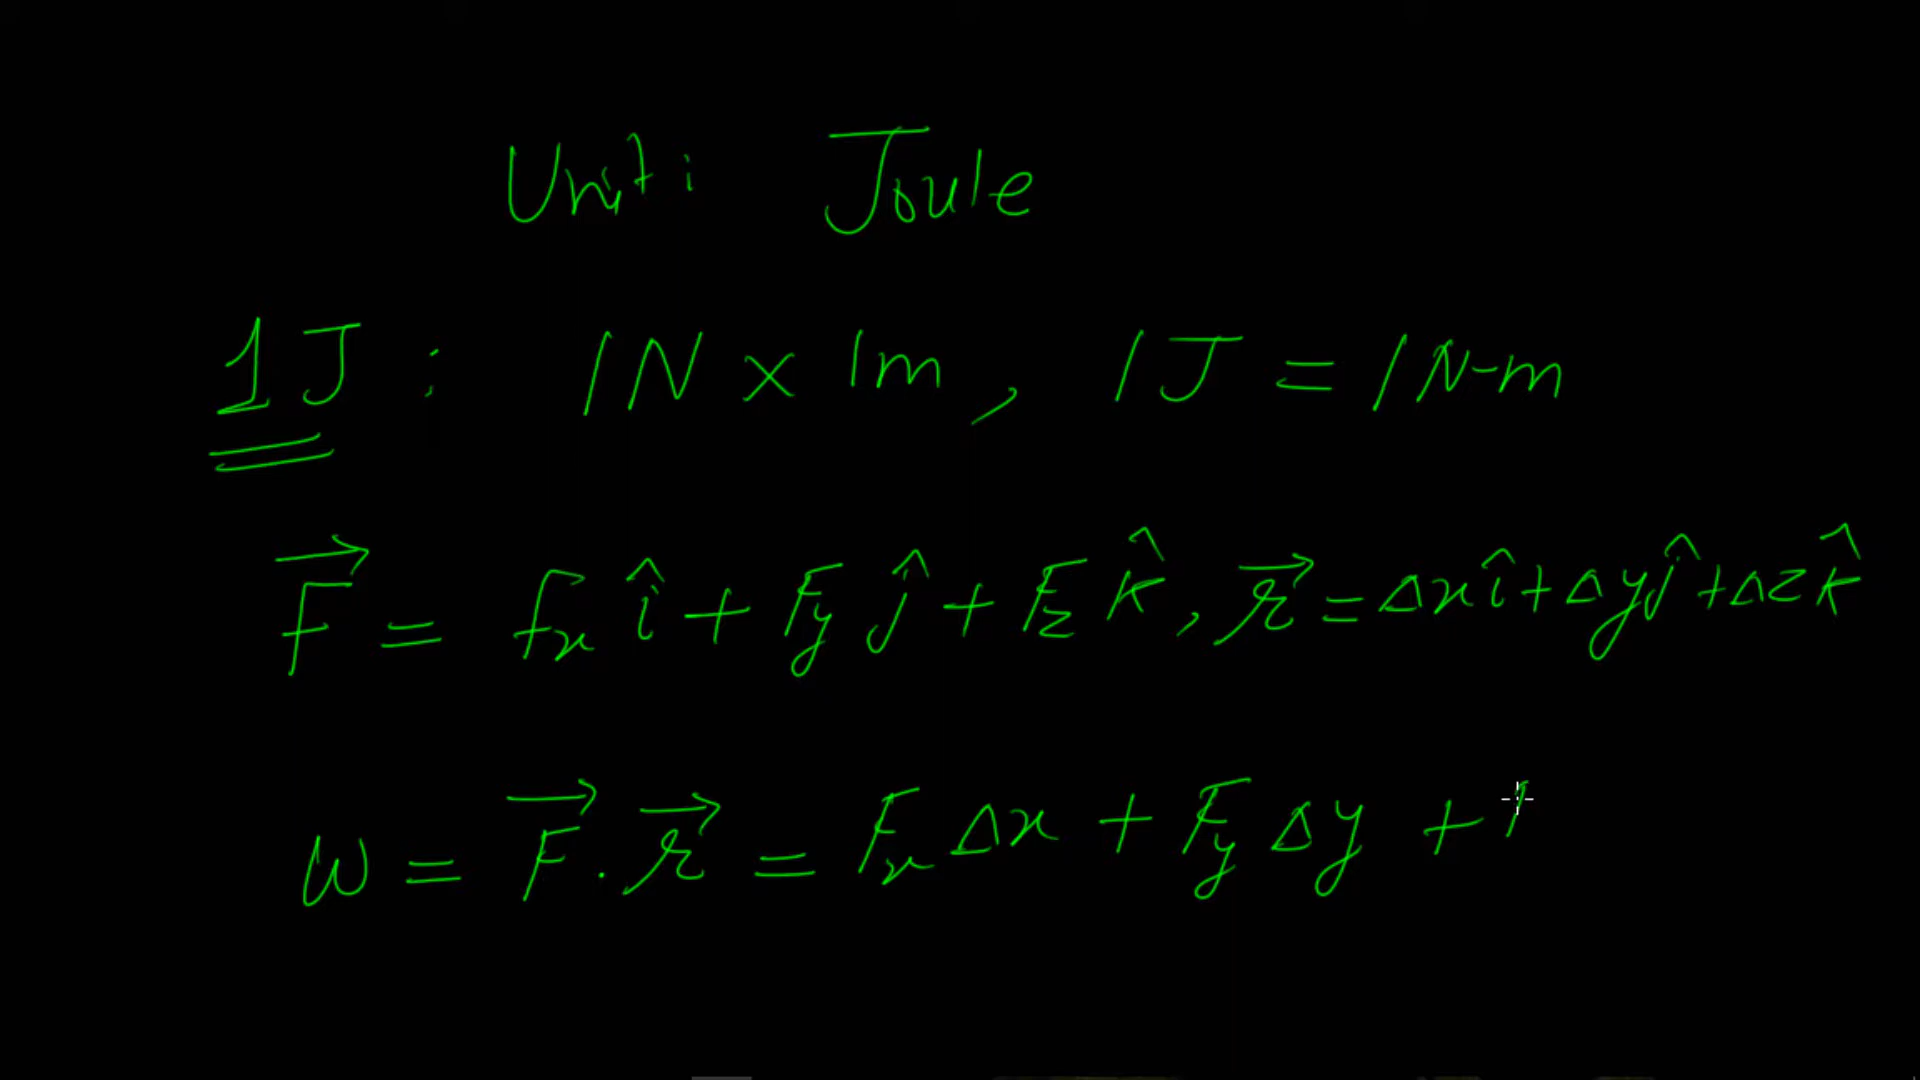 Unit: Joule
1J : 1N × 1m, 1J = 1N-m
F⃗ = Fx î + Fy ĵ + Fz k̂, r⃗ = Δx î + Δy ĵ + Δz k̂
W = F⃗ . r⃗ = Fx Δx + Fy Δy +